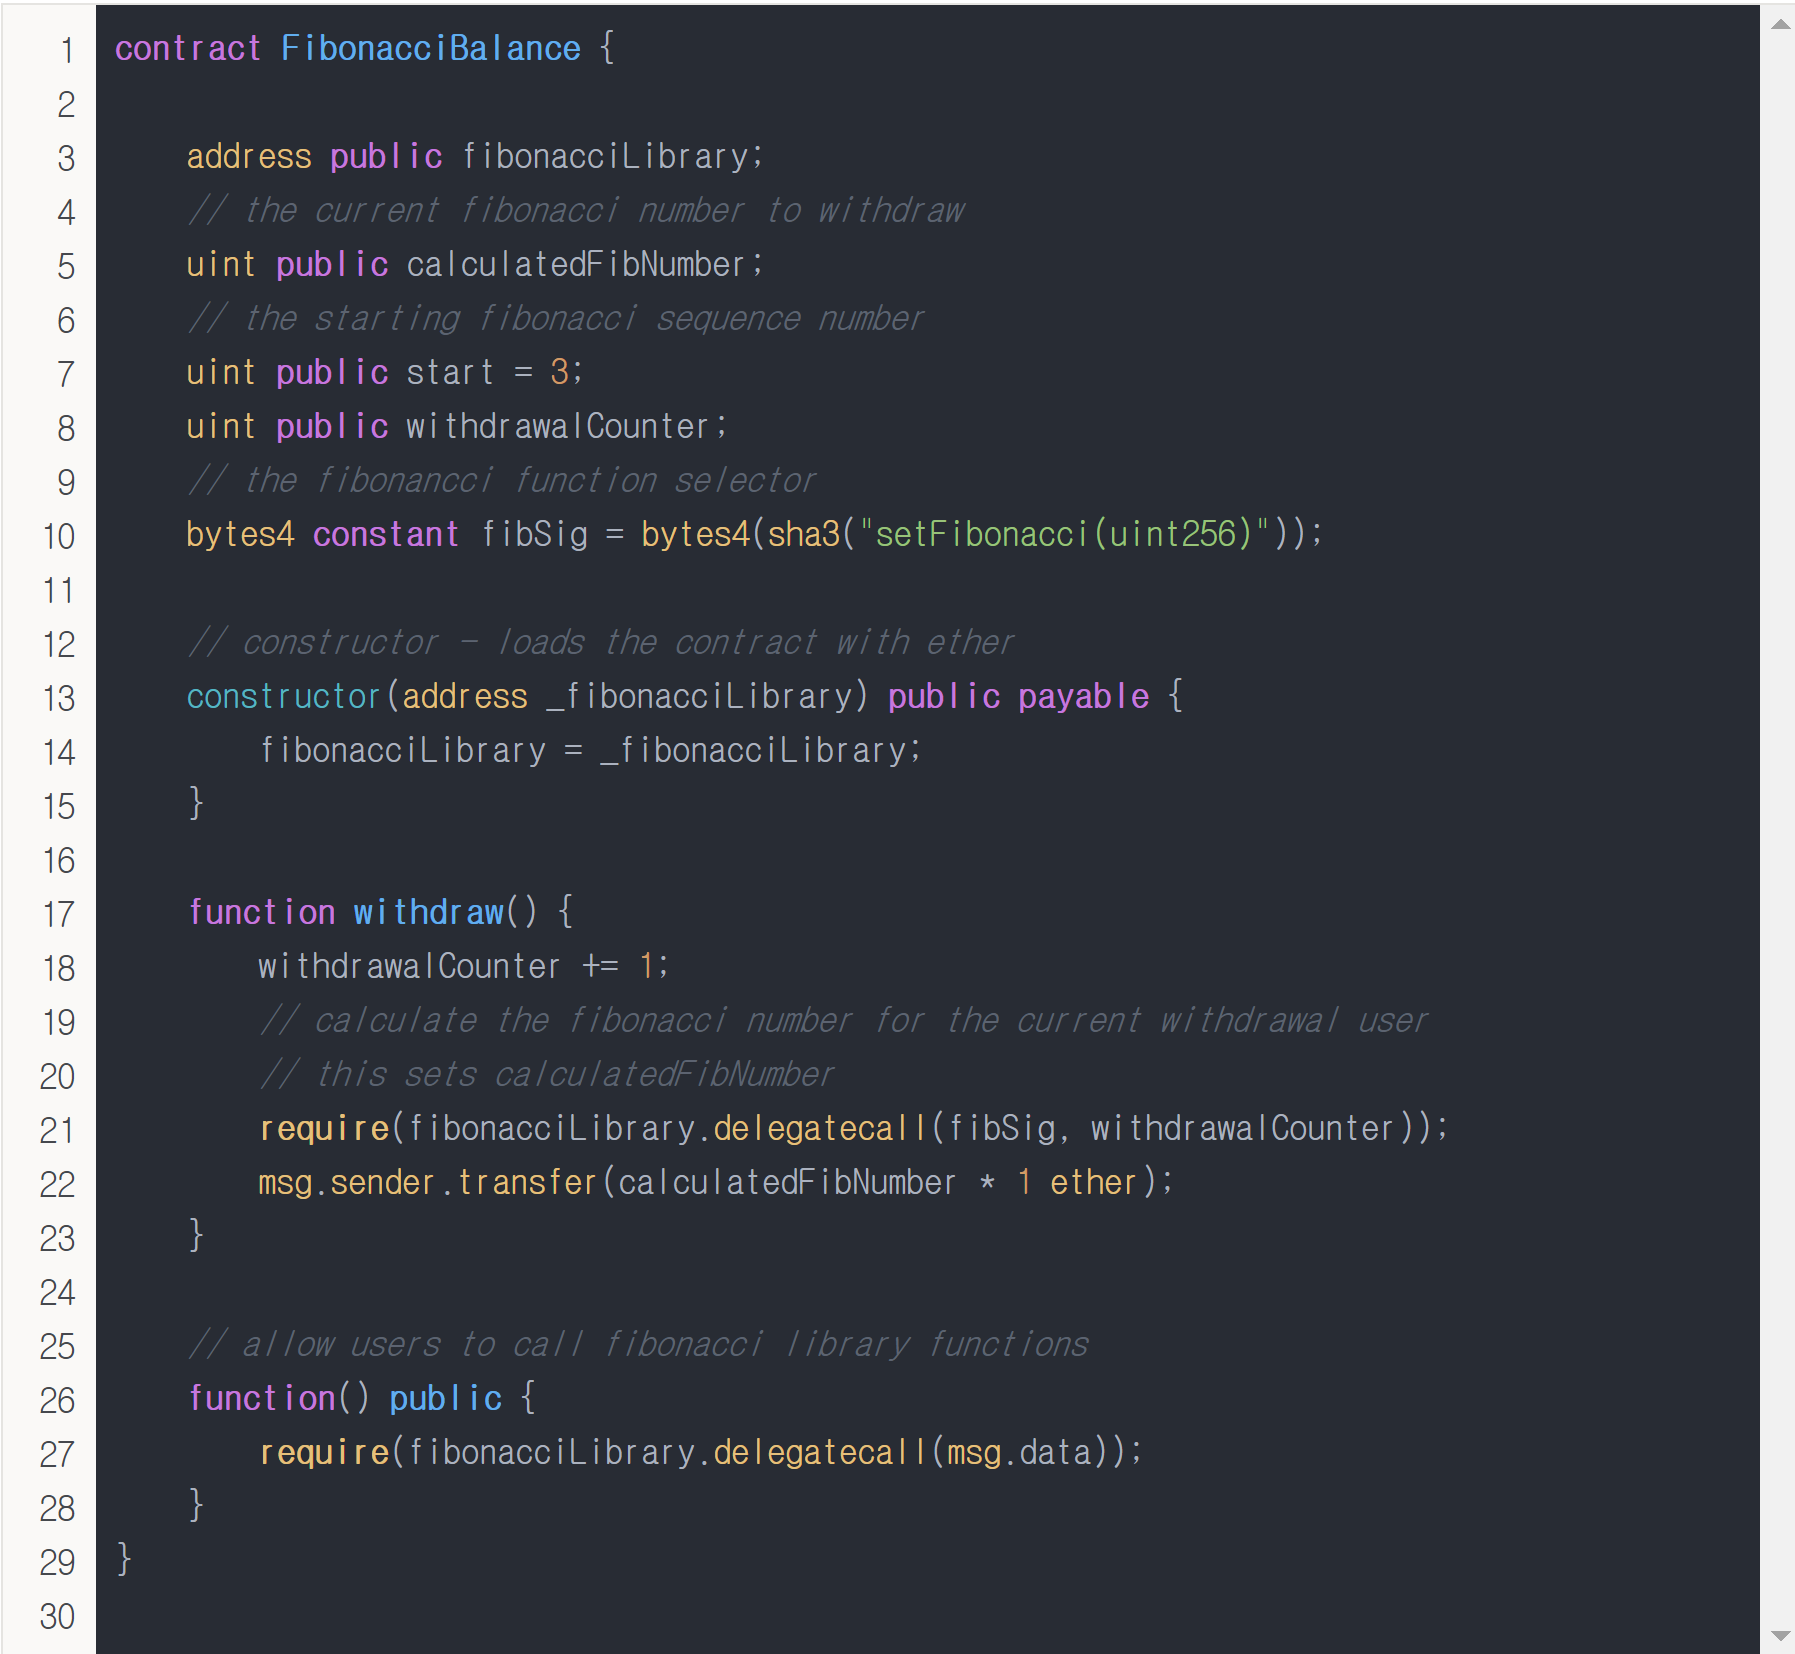 1 contract FibonacciBalance {
2
3     address public fibonacciLibrary;
4     // the current fibonacci number to withdraw
5     uint public calculatedFibNumber;
6     // the starting fibonacci sequence number
7     uint public start = 3;
8     uint public withdrawalCounter;
9     // the fibonancci function selector
10     bytes4 constant fibSig = bytes4(sha3("setFibonacci(uint256)"));
11
12     // constructor - loads the contract with ether
13     constructor(address _fibonacciLibrary) public payable {
14         fibonacciLibrary = _fibonacciLibrary;
15     }
16
17     function withdraw() {
18         withdrawalCounter += 1;
19         // calculate the fibonacci number for the current withdrawal user
20         // this sets calculatedFibNumber
21         require(fibonacciLibrary.delegatecall(fibSig, withdrawalCounter));
22         msg.sender.transfer(calculatedFibNumber * 1 ether);
23     }
24
25     // allow users to call fibonacci library functions
26     function() public {
27         require(fibonacciLibrary.delegatecall(msg.data));
28     }
29 }
30